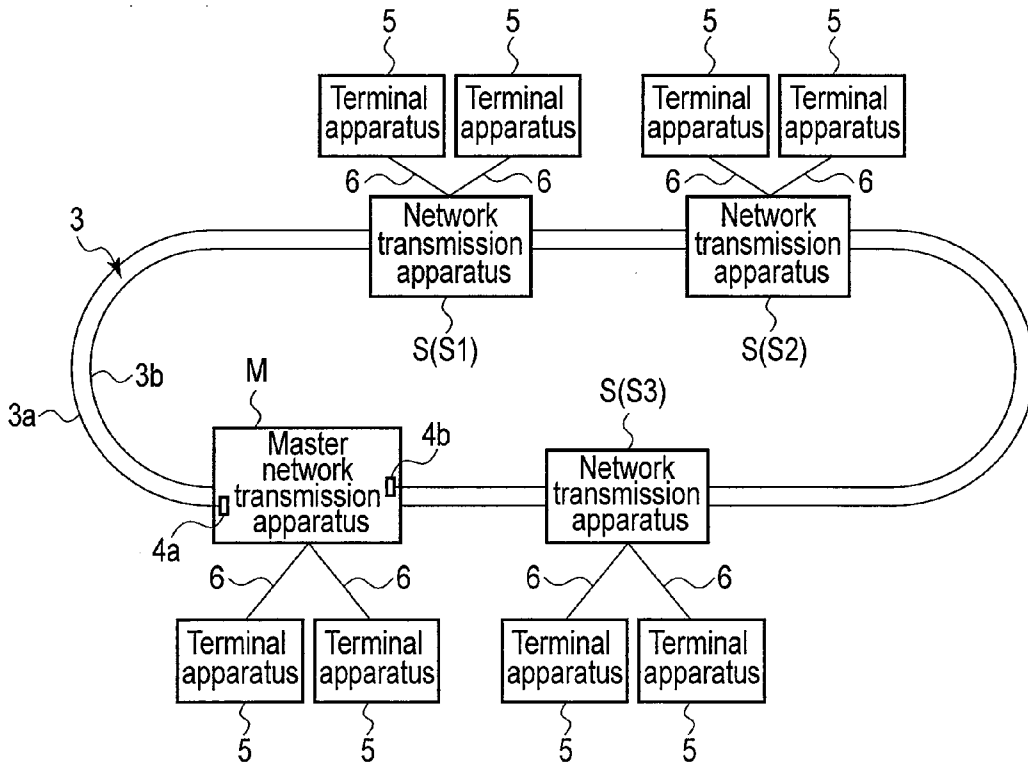 5 5 5 5
Terminal apparatus
Terminal apparatus
Terminal apparatus
Terminal apparatus
6 6 6 6
3
Network transmission apparatus
Network transmission apparatus
S(S1) S(S2)
3b
3a
M
S(S3)
4b
Master network transmission apparatus
Network transmission apparatus
4a
6 6 6 6
Terminal apparatus
Terminal apparatus
Terminal apparatus
Terminal apparatus
5 5 5 5